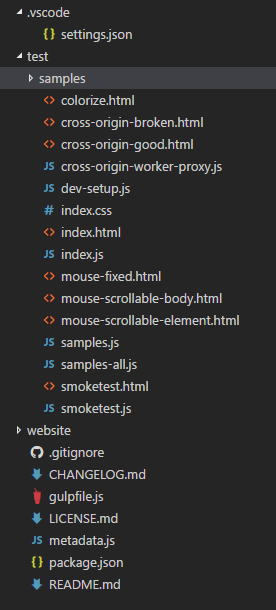 .vscode
{} settings.json
test
samples
<> colorize.html
<> cross-origin-broken.html
<> cross-origin-good.html
JS cross-origin-worker-proxy.js
JS dev-setup.js
# index.css
<> index.html
JS index.js
<> mouse-fixed.html
<> mouse-scrollable-body.html
<> mouse-scrollable-element.html
JS samples.js
JS samples-all.js
<> smoketest.html
JS smoketest.js
website
.gitignore
CHANGELOG.md
gulpfile.js
LICENSE.md
JS metadata.js
{} package.json
README.md